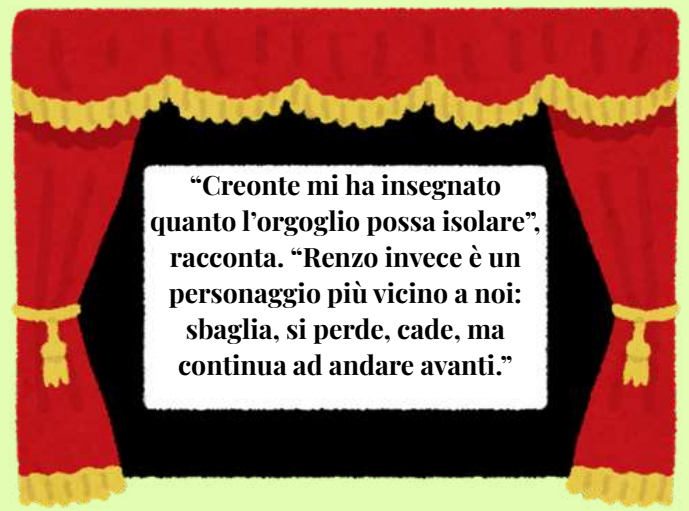 “Creonte mi ha insegnato
quanto l’orgoglio possa isolare”,
racconta. “Renzo invece è un
personaggio più vicino a noi:
sbaglia, si perde, cade, ma
continua ad andare avanti.”